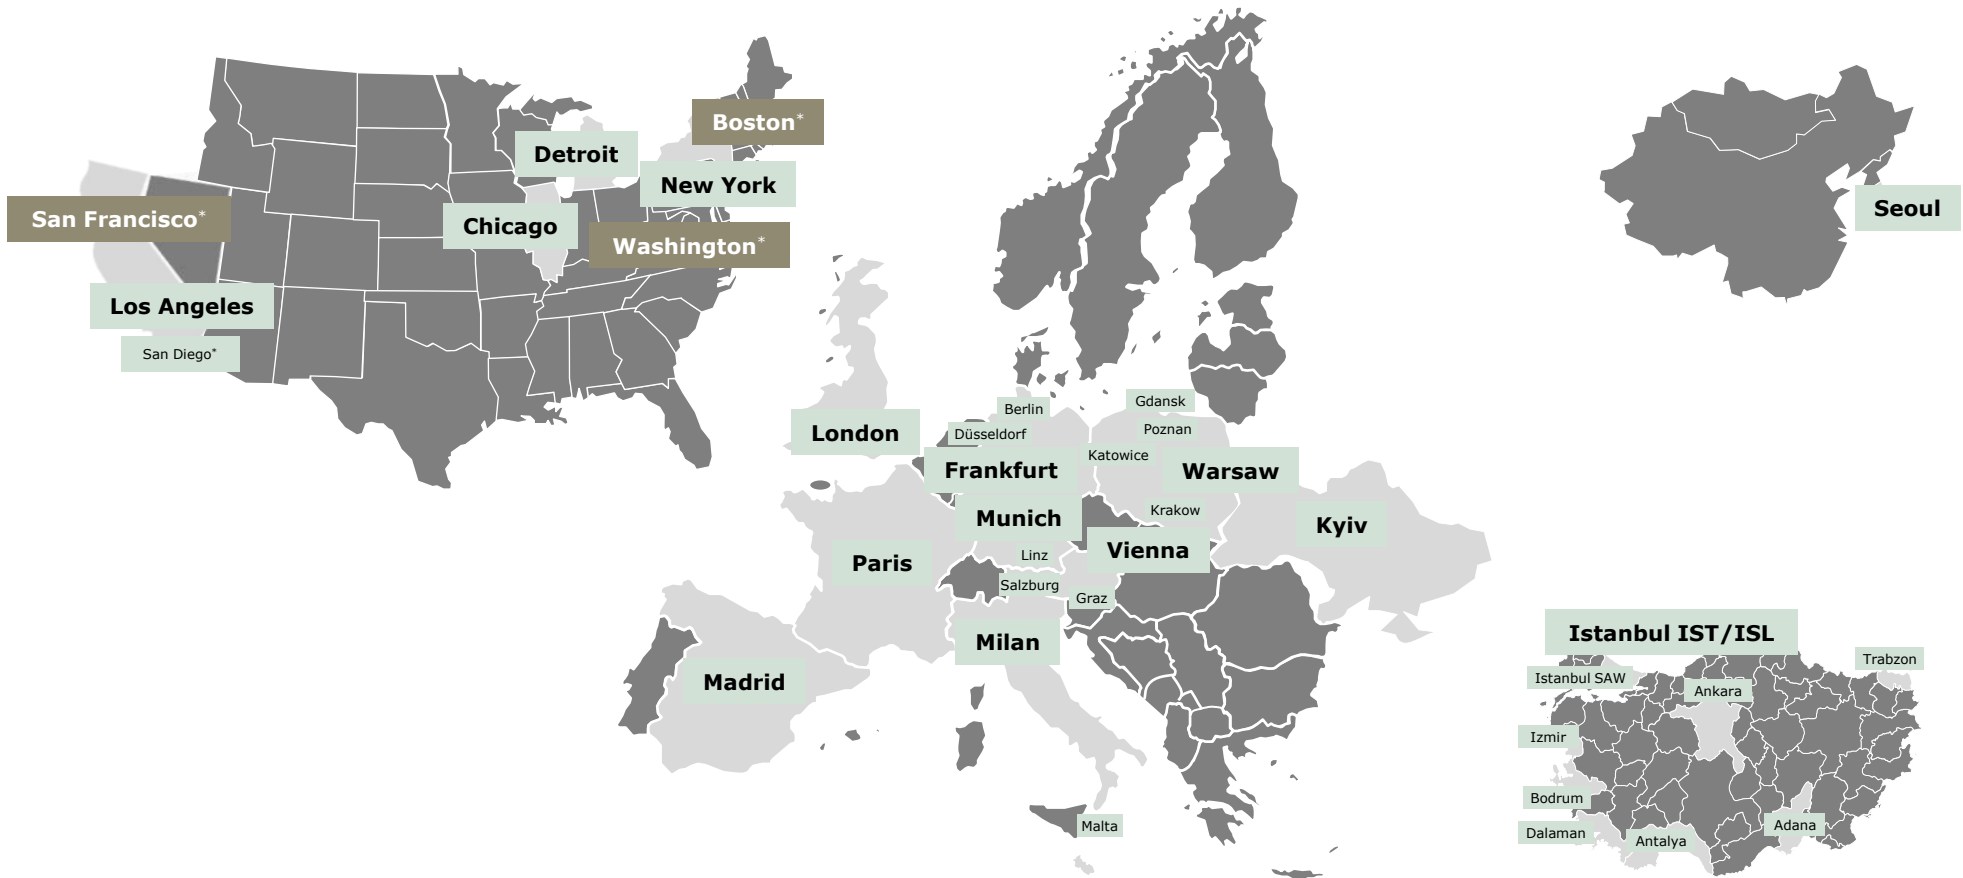 Boston*
Detroit
New York
San Francisco*
Chicago
Washington*
Los Angeles
San Diego*
Seoul
Berlin
Gdansk
London
Düsseldorf
Poznan
Katowice
Frankfurt
Warsaw
Munich
Krakow
Kyiv
Vienna
Linz
Paris
Salzburg
Graz
Milan
Madrid
Malta
Istanbul IST/ISL
Trabzon
Istanbul SAW
Ankara
Izmir
Bodrum
Adana
Dalaman
Antalya